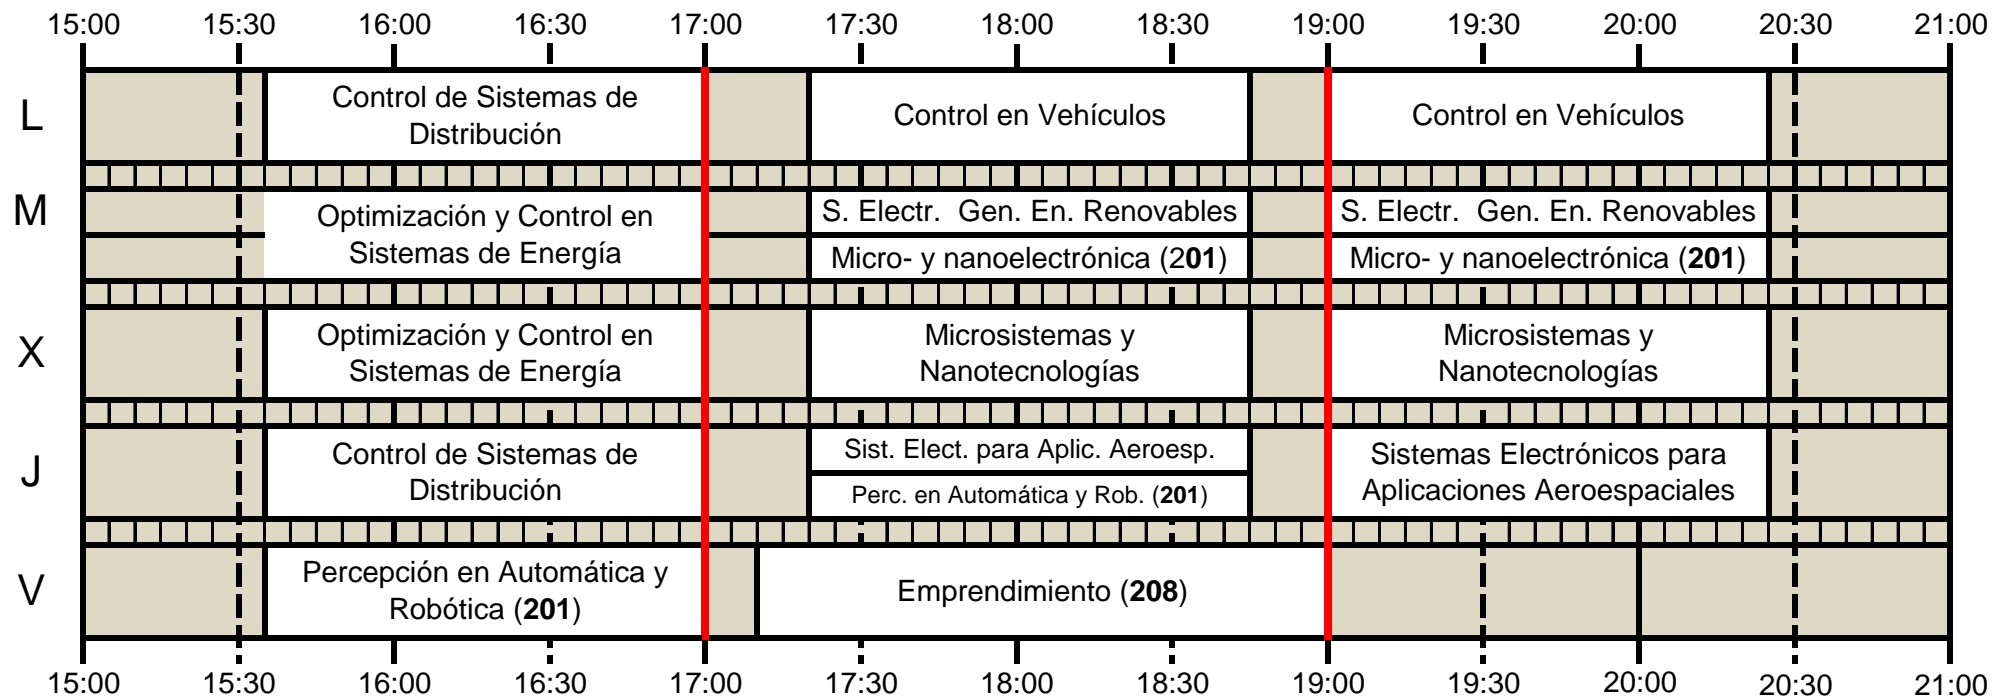 15:00 15:30 16:00 16:30 17:00 17:30 18:00 18:30 19:00 19:30 20:00 20:30 21:00
L
Control de Sistemas de
Distribución
Control en Vehículos
Control en Vehículos
M
Optimización y Control en
Sistemas de Energía
S. Electr. Gen. En. Renovables
Micro- y nanoelectrónica (201)
S. Electr. Gen. En. Renovables
Micro- y nanoelectrónica (201)
X
Optimización y Control en
Sistemas de Energía
Microsistemas y
Nanotecnologías
Microsistemas y
Nanotecnologías
J
Control de Sistemas de
Distribución
Sist. Elect. para Aplic. Aeroesp.
Perc. en Automática y Rob. (201)
Sistemas Electrónicos para
Aplicaciones Aeroespaciales
V
Percepción en Automática y
Robótica (201)
Emprendimiento (208)
15:00 15:30 16:00 16:30 17:00 17:30 18:00 18:30 19:00 19:30 20:00 20:30 21:00